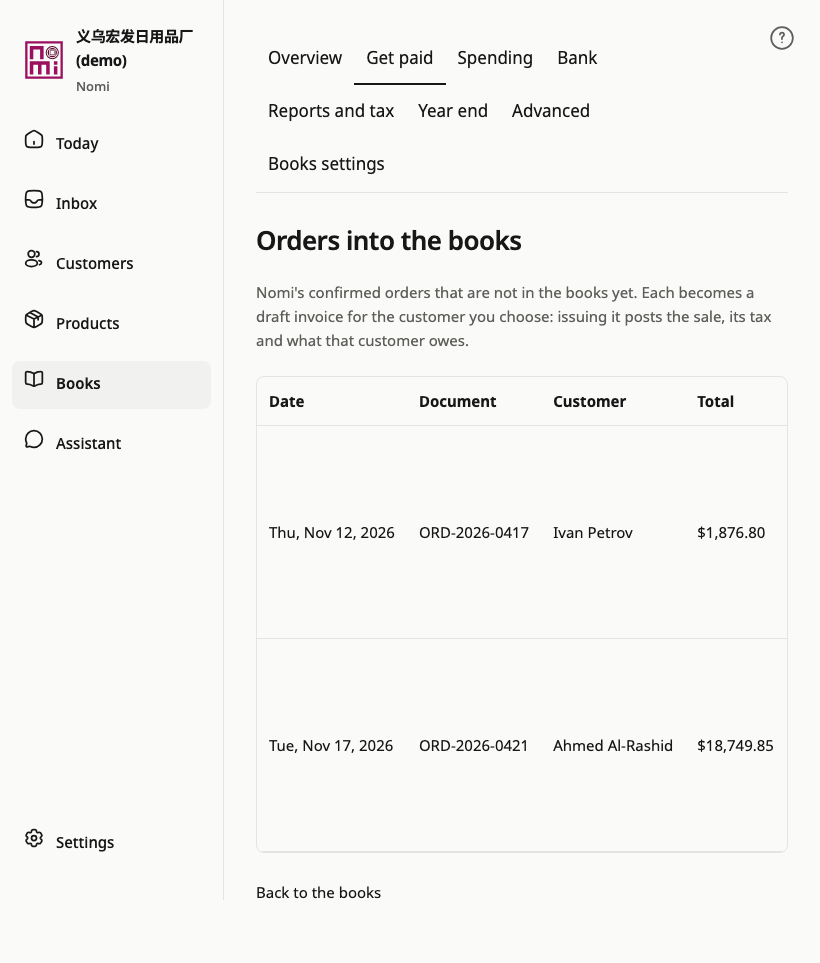 义乌宏发日用品厂
(demo)
Nomi
Today
Inbox
Customers
Products
Books
Assistant
Settings
Overview Get paid Spending Bank
Reports and tax Year end Advanced
Books settings
Orders into the books
Nomi's confirmed orders that are not in the books yet. Each becomes a
draft invoice for the customer you choose: issuing it posts the sale, its tax
and what that customer owes.
Date Document Customer Total
Thu, Nov 12, 2026 ORD-2026-0417 Ivan Petrov $1,876.80
Tue, Nov 17, 2026 ORD-2026-0421 Ahmed Al-Rashid $18,749.85
Back to the books